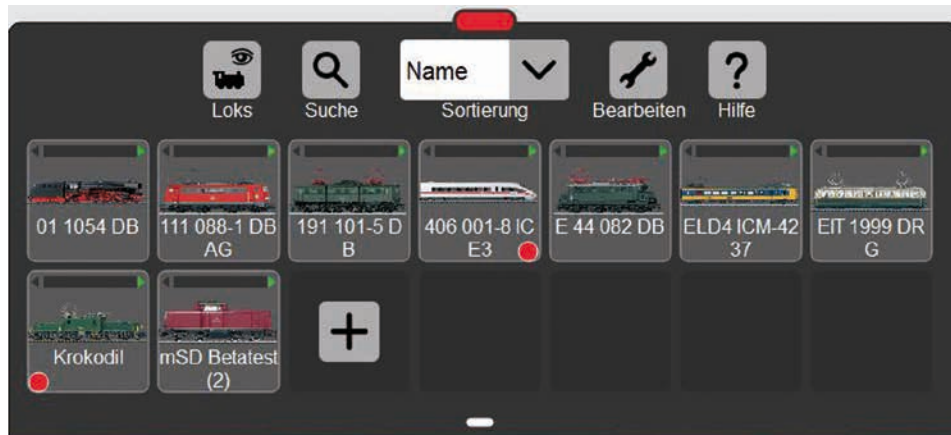 Name
Loks
Suche
Sortierung
Bearbeiten
Hilfe
01 1054 DB
111 088-1 DB
AG
191 101-5 D
B
406 001-8 IC
E3
E 44 082 DB
ELD4 ICM-42
37
EIT 1999 DR
G
Krokodil
mSD Betatest
(2)